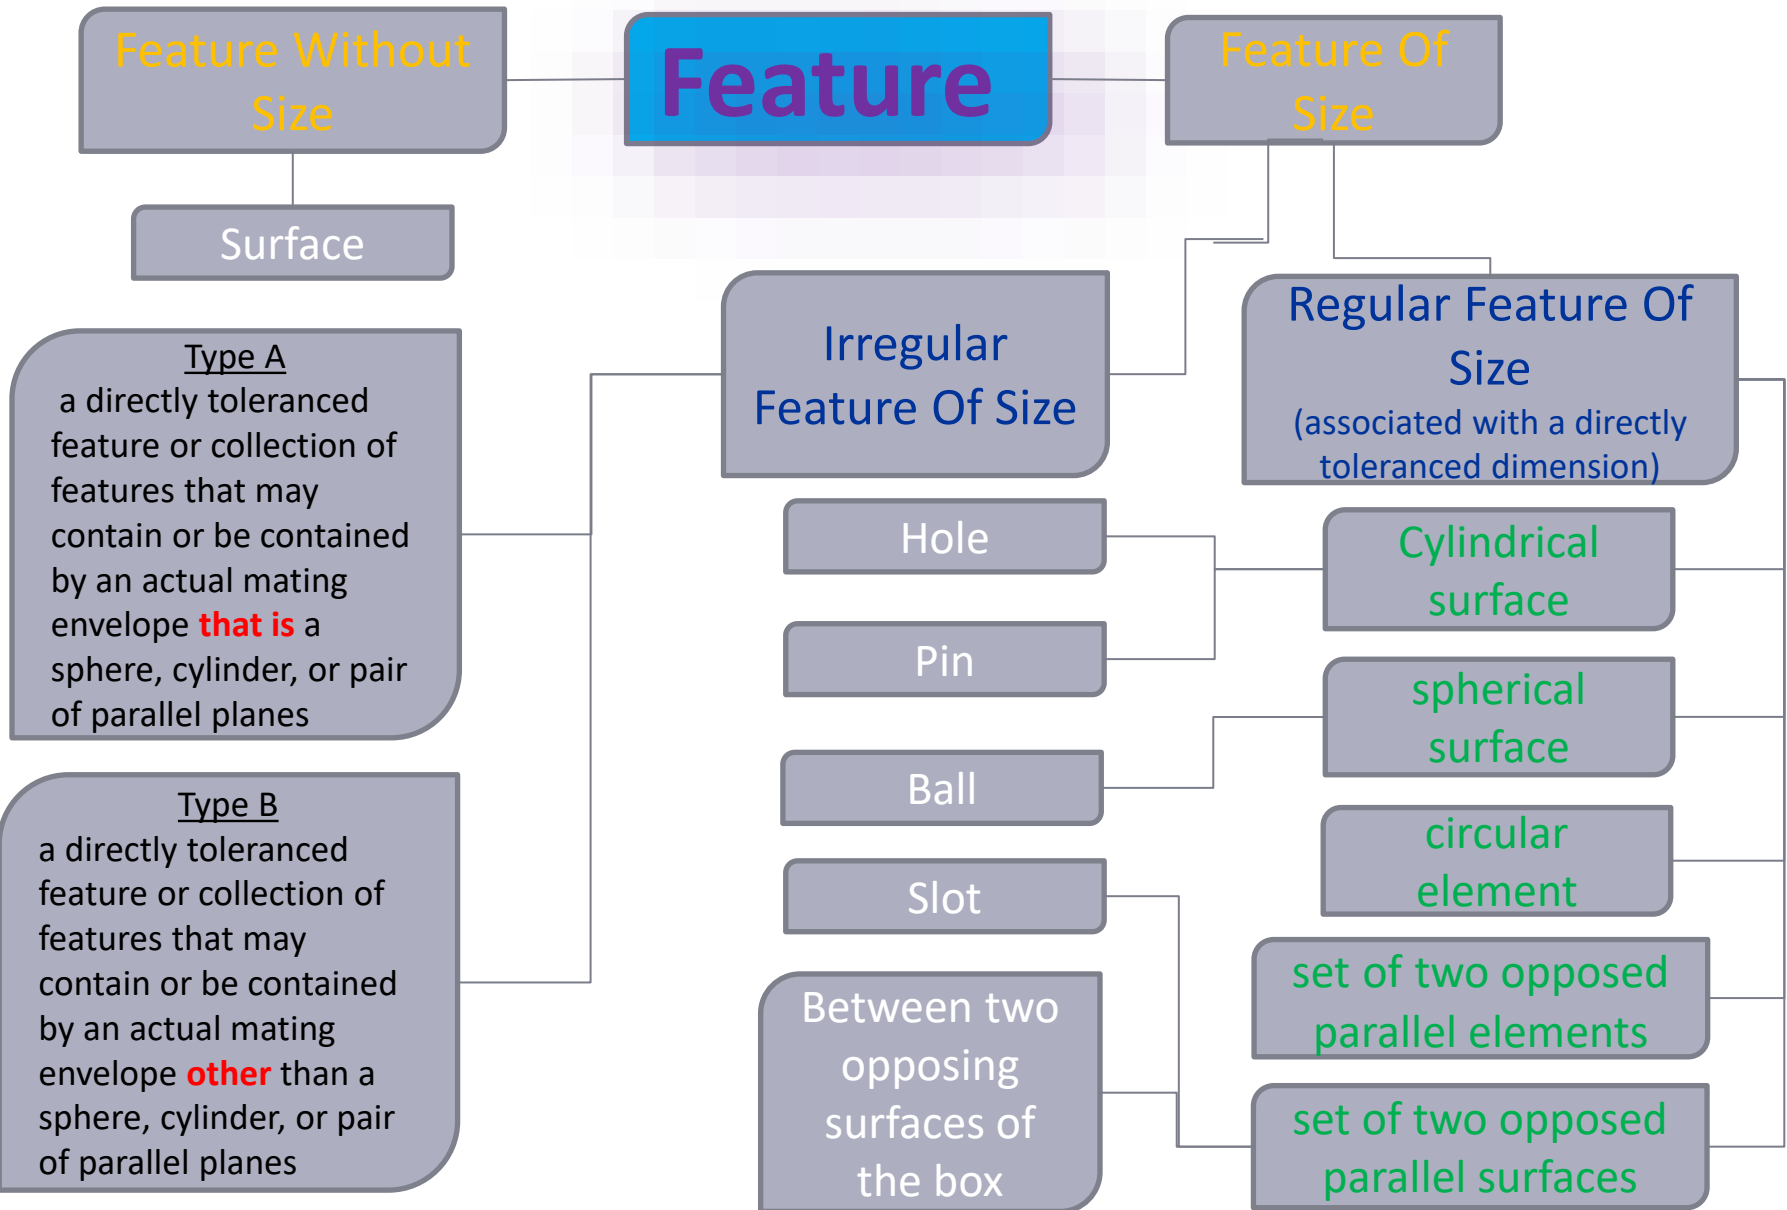 Feature Without
Size
Feature
Feature Of
Size
Surface
Irregular
Feature Of Size
Regular Feature Of
Size
(associated with a directly
toleranced dimension)
Type A
a directly toleranced
feature or collection of
features that may
contain or be contained
by an actual mating
envelope that is a
sphere, cylinder, or pair
of parallel planes
Type B
a directly toleranced
feature or collection of
features that may
contain or be contained
by an actual mating
envelope other than a
sphere, cylinder, or pair
of parallel planes
Hole
Pin
Ball
Slot
Between two
opposing
surfaces of
the box
Cylindrical
surface
spherical
surface
circular
element
set of two opposed
parallel elements
set of two opposed
parallel surfaces